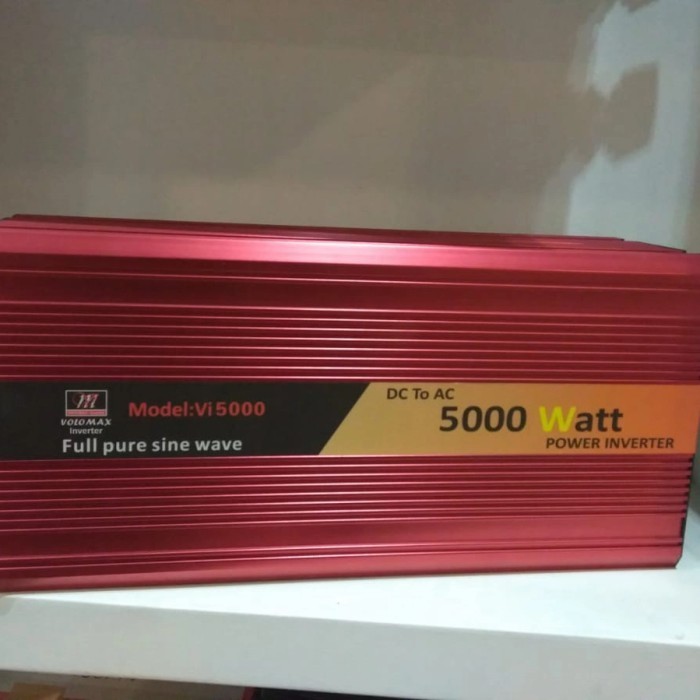 VOLOMAX
Inverter
Model:Vi 5000
Full pure sine wave
DC To AC
5000 Watt
POWER INVERTER